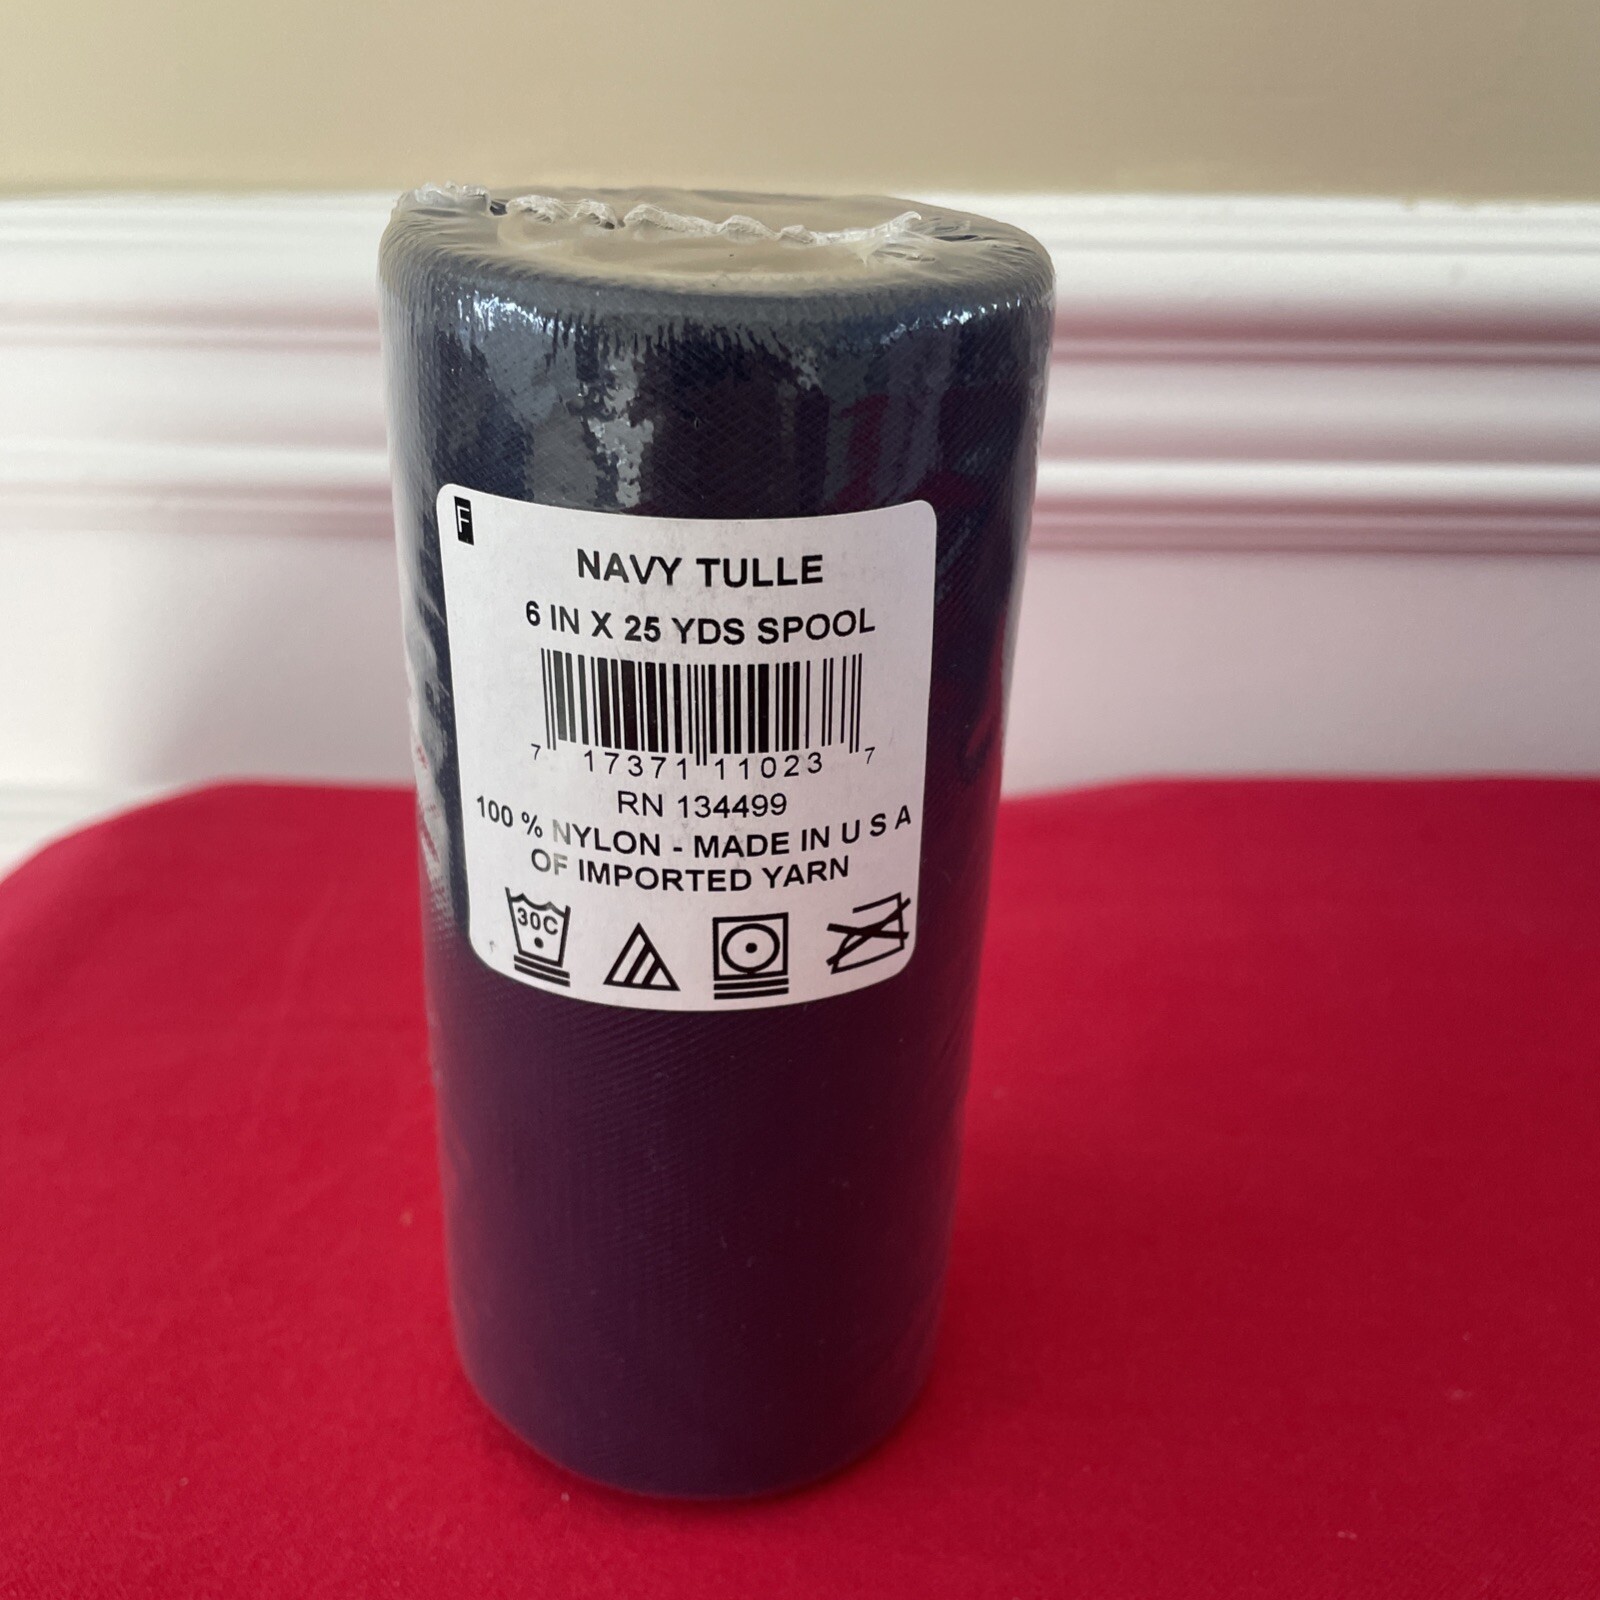 F
NAVY TULLE
6 IN X 25 YDS SPOOL
7 17371 11023 7
RN 134499
100 % NYLON - MADE IN U S A
OF IMPORTED YARN
30C